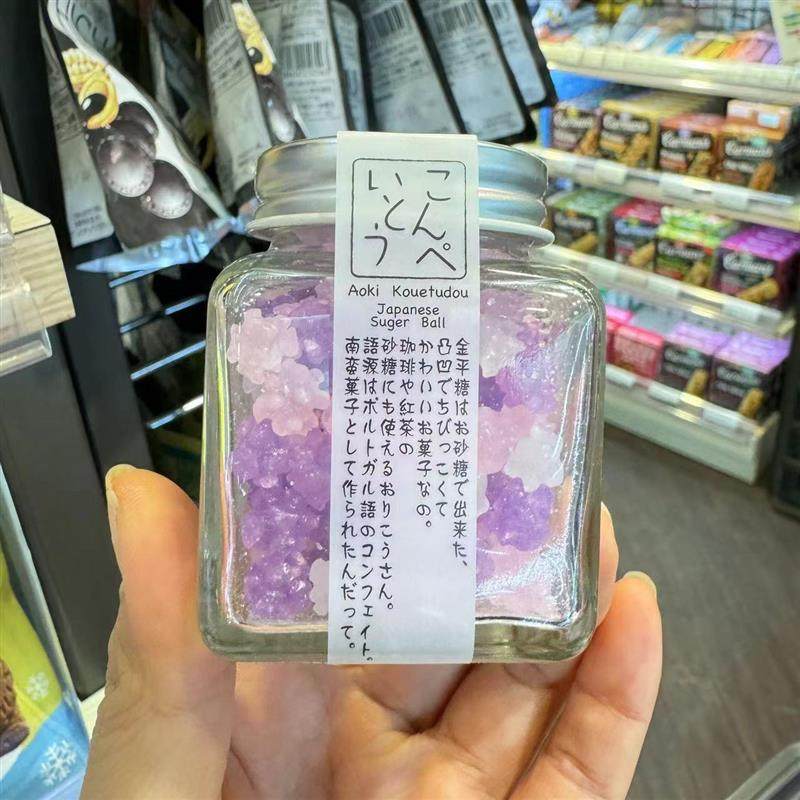 こんぺ
いとう
Aoki Kouetudou
Japanese
Suger Ball
金平糖はお砂糖で出来た、
凸凹でちびっこくて
かわいいお菓子なの。
珈琲や紅茶の
砂糖にも使えるおりこうさん。
語源はポルトガル語のコンフェイト。
南蛮菓子として作られたんだって。